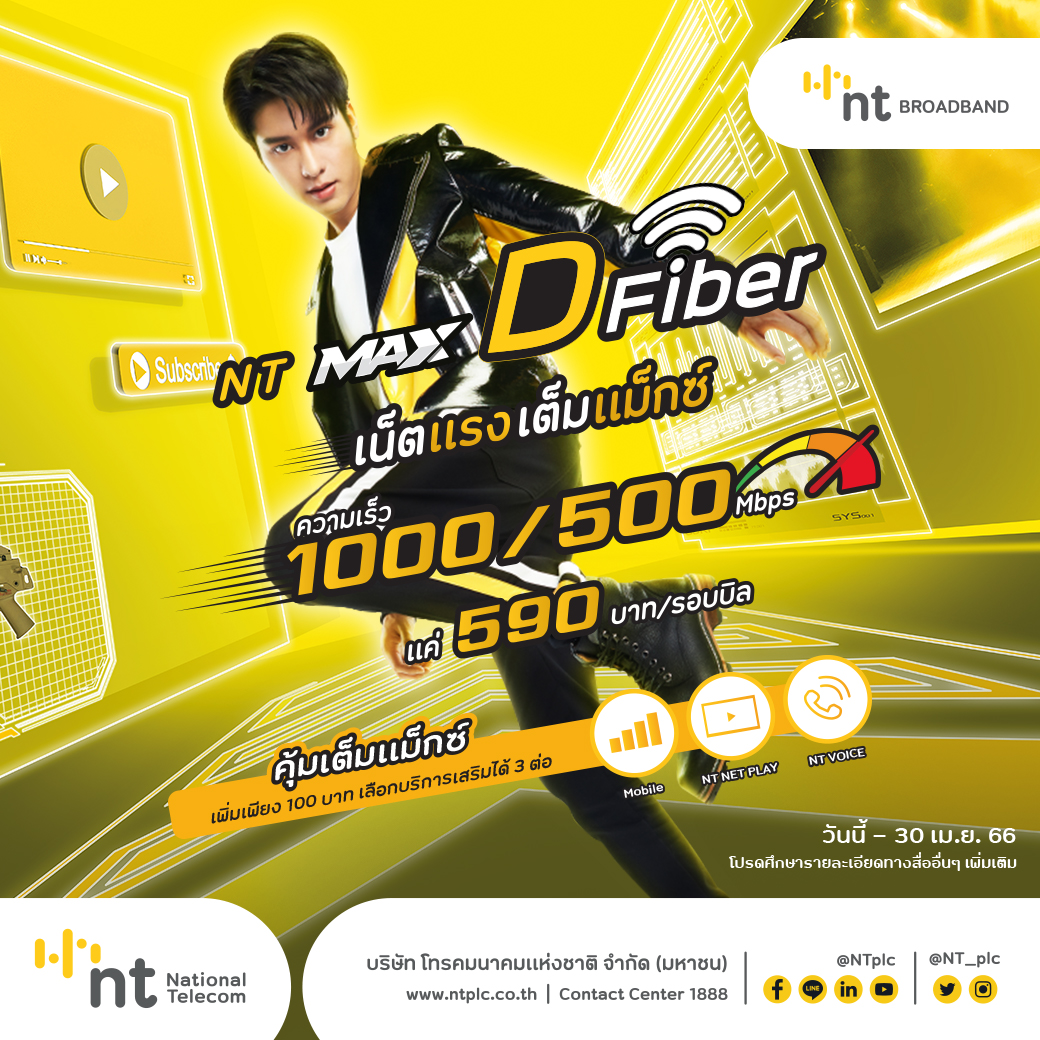 nt BROADBAND
Subscribe
NT MAX D Fiber
เน็ตแรงเต็มแม็กซ์
ความเร็ว
1000/500 Mbps
แค่ 590 บาท/รอบบิล
SYS
คุ้มเต็มแม็กซ์
เพิ่มเพียง 100 บาท เลือกบริการเสริมได้ 3 ต่อ
Mobile
NT NET PLAY
NT VOICE
วันนี้ – 30 เม.ย. 66
โปรดศึกษารายละเอียดทางสื่ออื่นๆ เพิ่มเติม
nt National Telecom
บริษัท โทรคมนาคมแห่งชาติ จำกัด (มหาชน)
www.ntplc.co.th | Contact Center 1888
@NTplc
@NT_plc